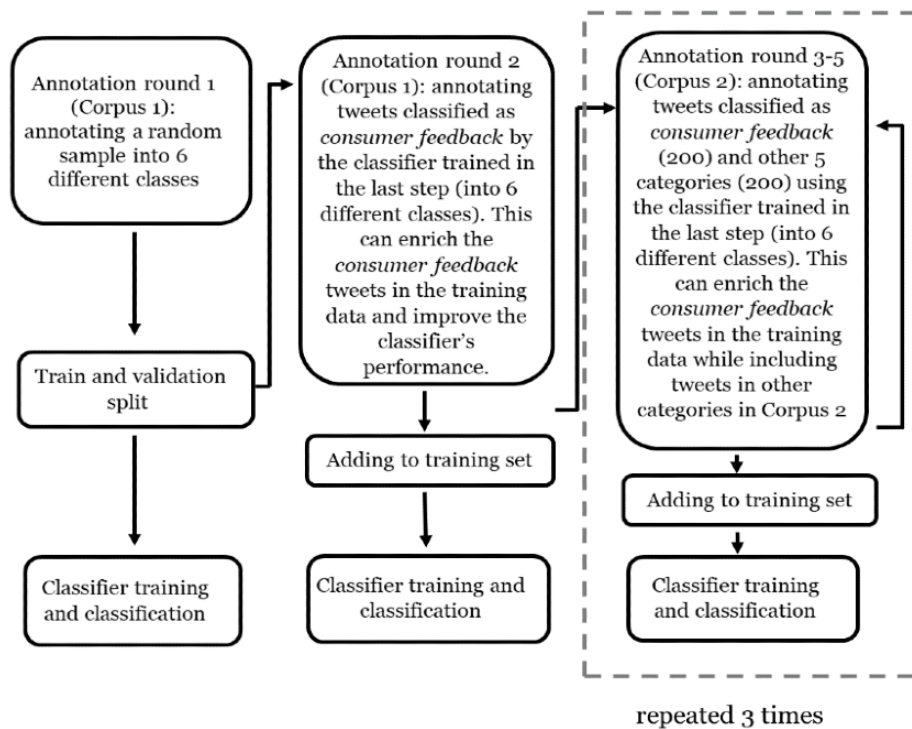 Annotation round 1
(Corpus 1):
annotating a random
sample into 6
different classes
Train and validation
split
Classifier training
and classification
Annotation round 2
(Corpus 1): annotating
tweets classified as
consumer feedback by
the classifier trained
in the last step (into 6
different classes). This
can enrich the
consumer feedback
tweets in the training
data and improve the
classifier's
performance.
Adding to training set
Classifier training and
classification
Annotation round 3-5
(Corpus 2): annotating
tweets classified as
consumer feedback
(200) and other 5
categories (200) using
the classifier trained in
the last step (into 6
different classes). This
can enrich the
consumer feedback
tweets in the training
data while including
tweets in other
categories in Corpus 2
Adding to training set
Classifier training
and classification
repeated 3 times